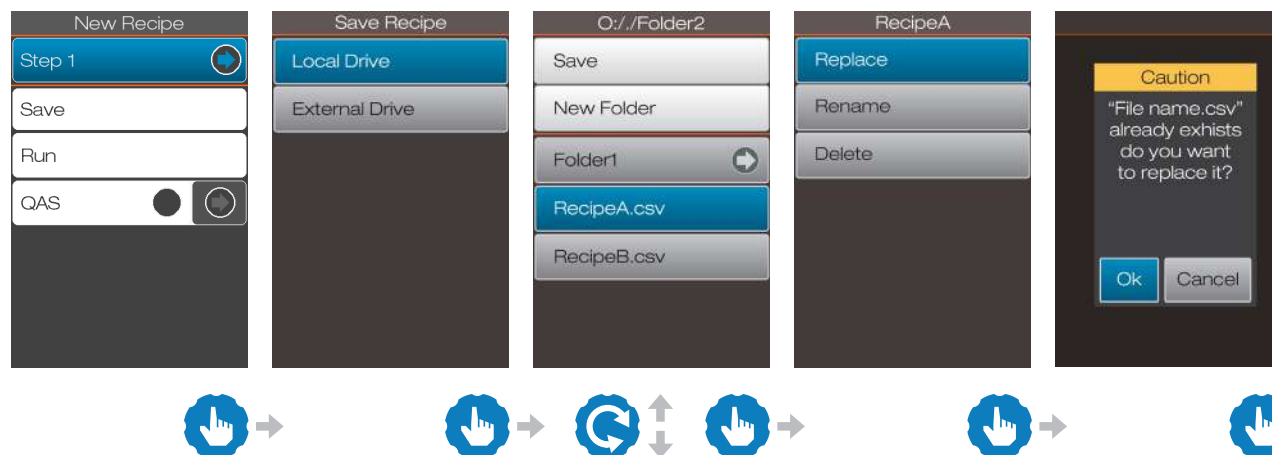 New Recipe
Step 1
Save
Run
QAS
Save Recipe
Local Drive
External Drive
O:/./Folder2
Save
New Folder
Folder1
RecipeA.csv
RecipeB.csv
RecipeA
Replace
Rename
Delete
Caution
“File name.csv”
already exhists
do you want
to replace it?
Ok
Cancel